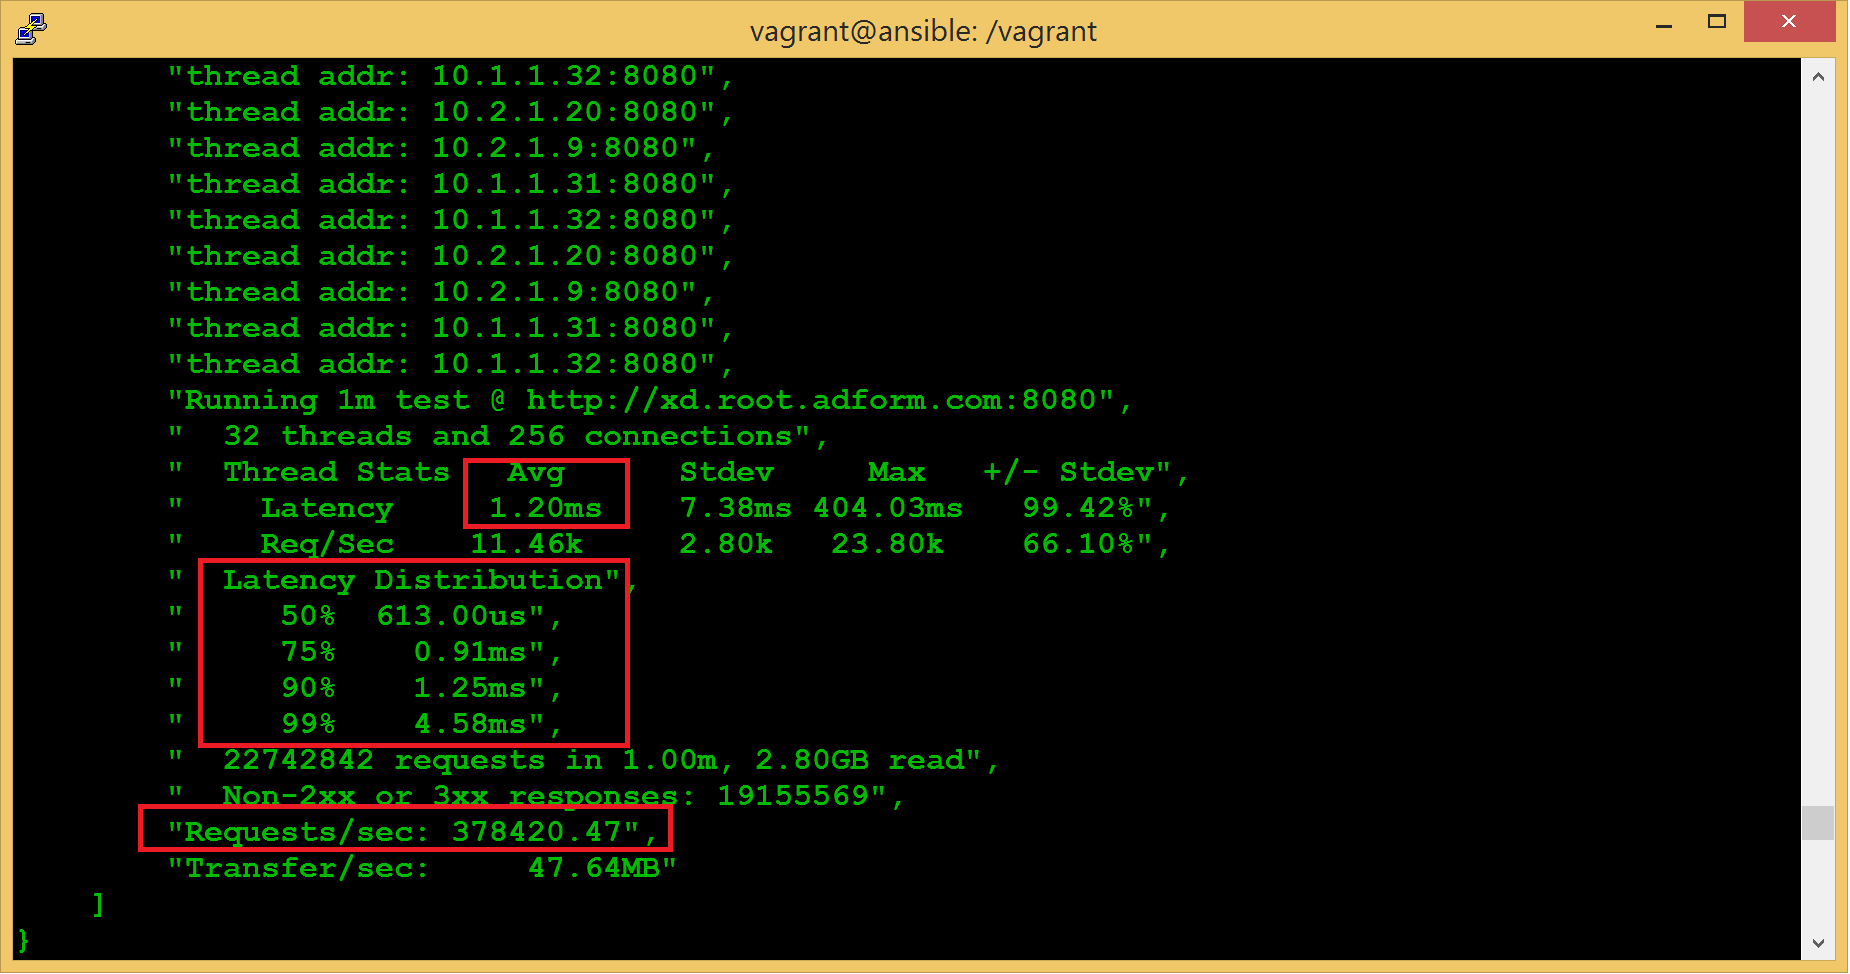 vagrant@ansible: /vagrant
"thread addr: 10.1.1.32:8080",
"thread addr: 10.2.1.20:8080",
"thread addr: 10.2.1.9:8080",
"thread addr: 10.1.1.31:8080",
"thread addr: 10.1.1.32:8080",
"thread addr: 10.2.1.20:8080",
"thread addr: 10.2.1.9:8080",
"thread addr: 10.1.1.31:8080",
"thread addr: 10.1.1.32:8080",
"Running 1m test @ http://xd.root.adform.com:8080",
"  32 threads and 256 connections",
"  Thread Stats   Avg      Stdev     Max   +/- Stdev",
"    Latency     1.20ms    7.38ms 404.03ms   99.42%",
"    Req/Sec    11.46k     2.80k   23.80k    66.10%",
"  Latency Distribution",
"     50%  613.00us",
"     75%    0.91ms",
"     90%    1.25ms",
"     99%    4.58ms",
"  22742842 requests in 1.00m, 2.80GB read",
"  Non-2xx or 3xx responses: 19155569",
"Requests/sec: 378420.47",
"Transfer/sec:     47.64MB"
]
}